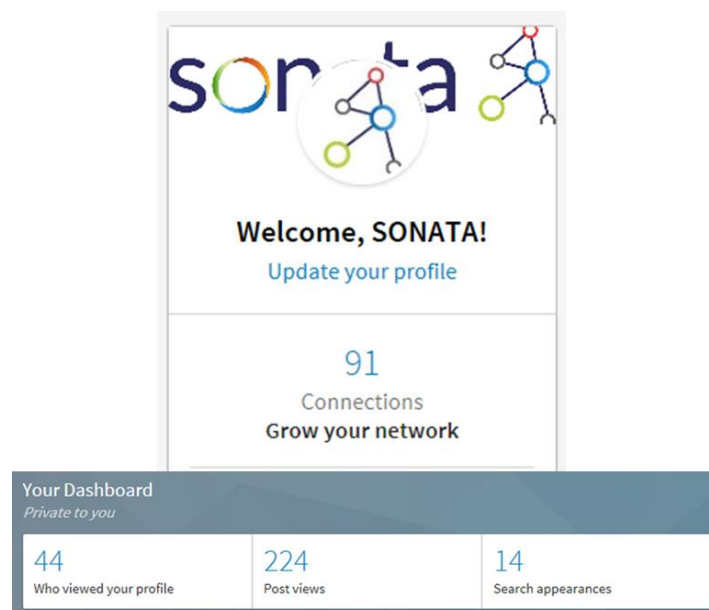 sonata
Welcome, SONATA!
Update your profile
91
Connections
Grow your network
Your Dashboard
Private to you
44
Who viewed your profile
224
Post views
14
Search appearances